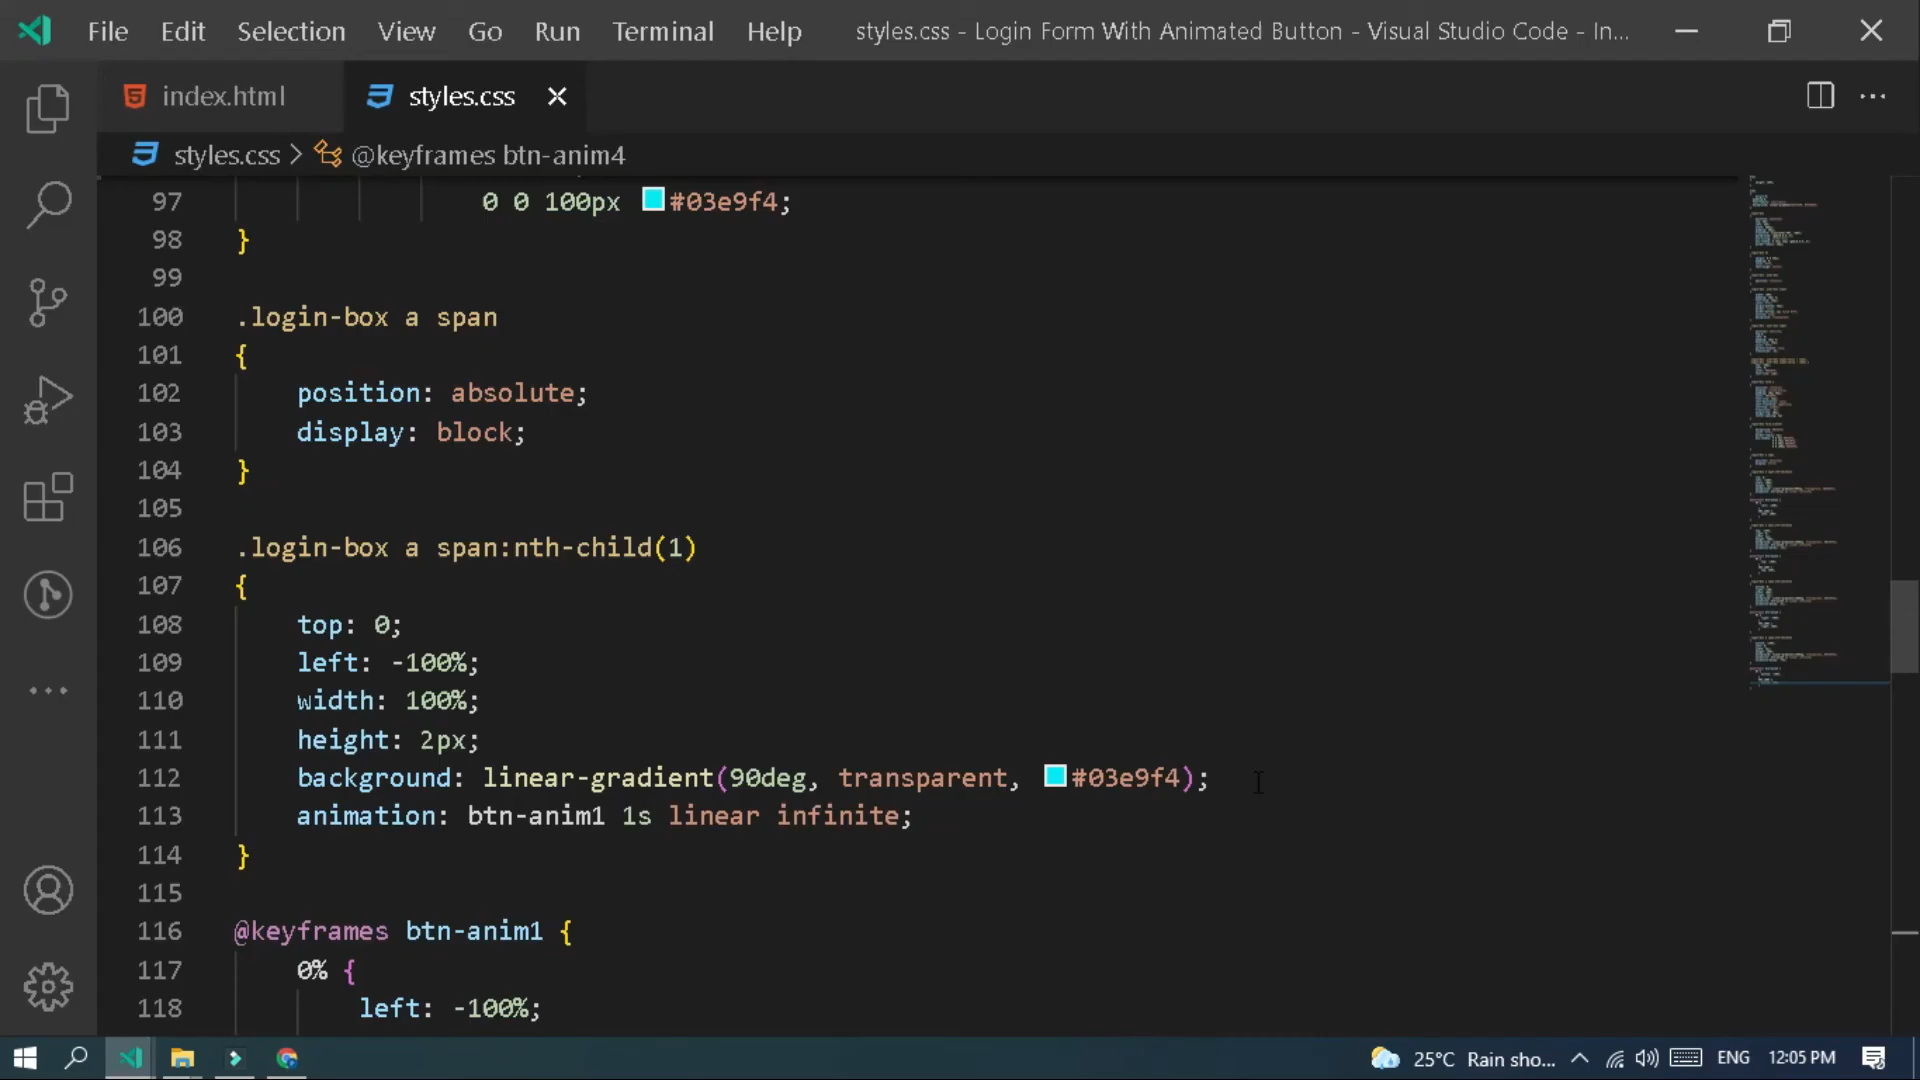 File Edit Selection View Go Run Terminal Help styles.css - Login Form With Animated Button - Visual Studio Code - In...
index.html styles.css
styles.css > @keyframes btn-anim4
97 0 0 100px #03e9f4;
98 }
99
100 .login-box a span
101 {
102 position: absolute;
103 display: block;
104 }
105
106 .login-box a span:nth-child(1)
107 {
108 top: 0;
109 left: -100%;
110 width: 100%;
111 height: 2px;
112 background: linear-gradient(90deg, transparent, #03e9f4);
113 animation: btn-anim1 1s linear infinite;
114 }
115
116 @keyframes btn-anim1 {
117 0% {
118 left: -100%;
25°C Rain sho... ENG 12:05 PM